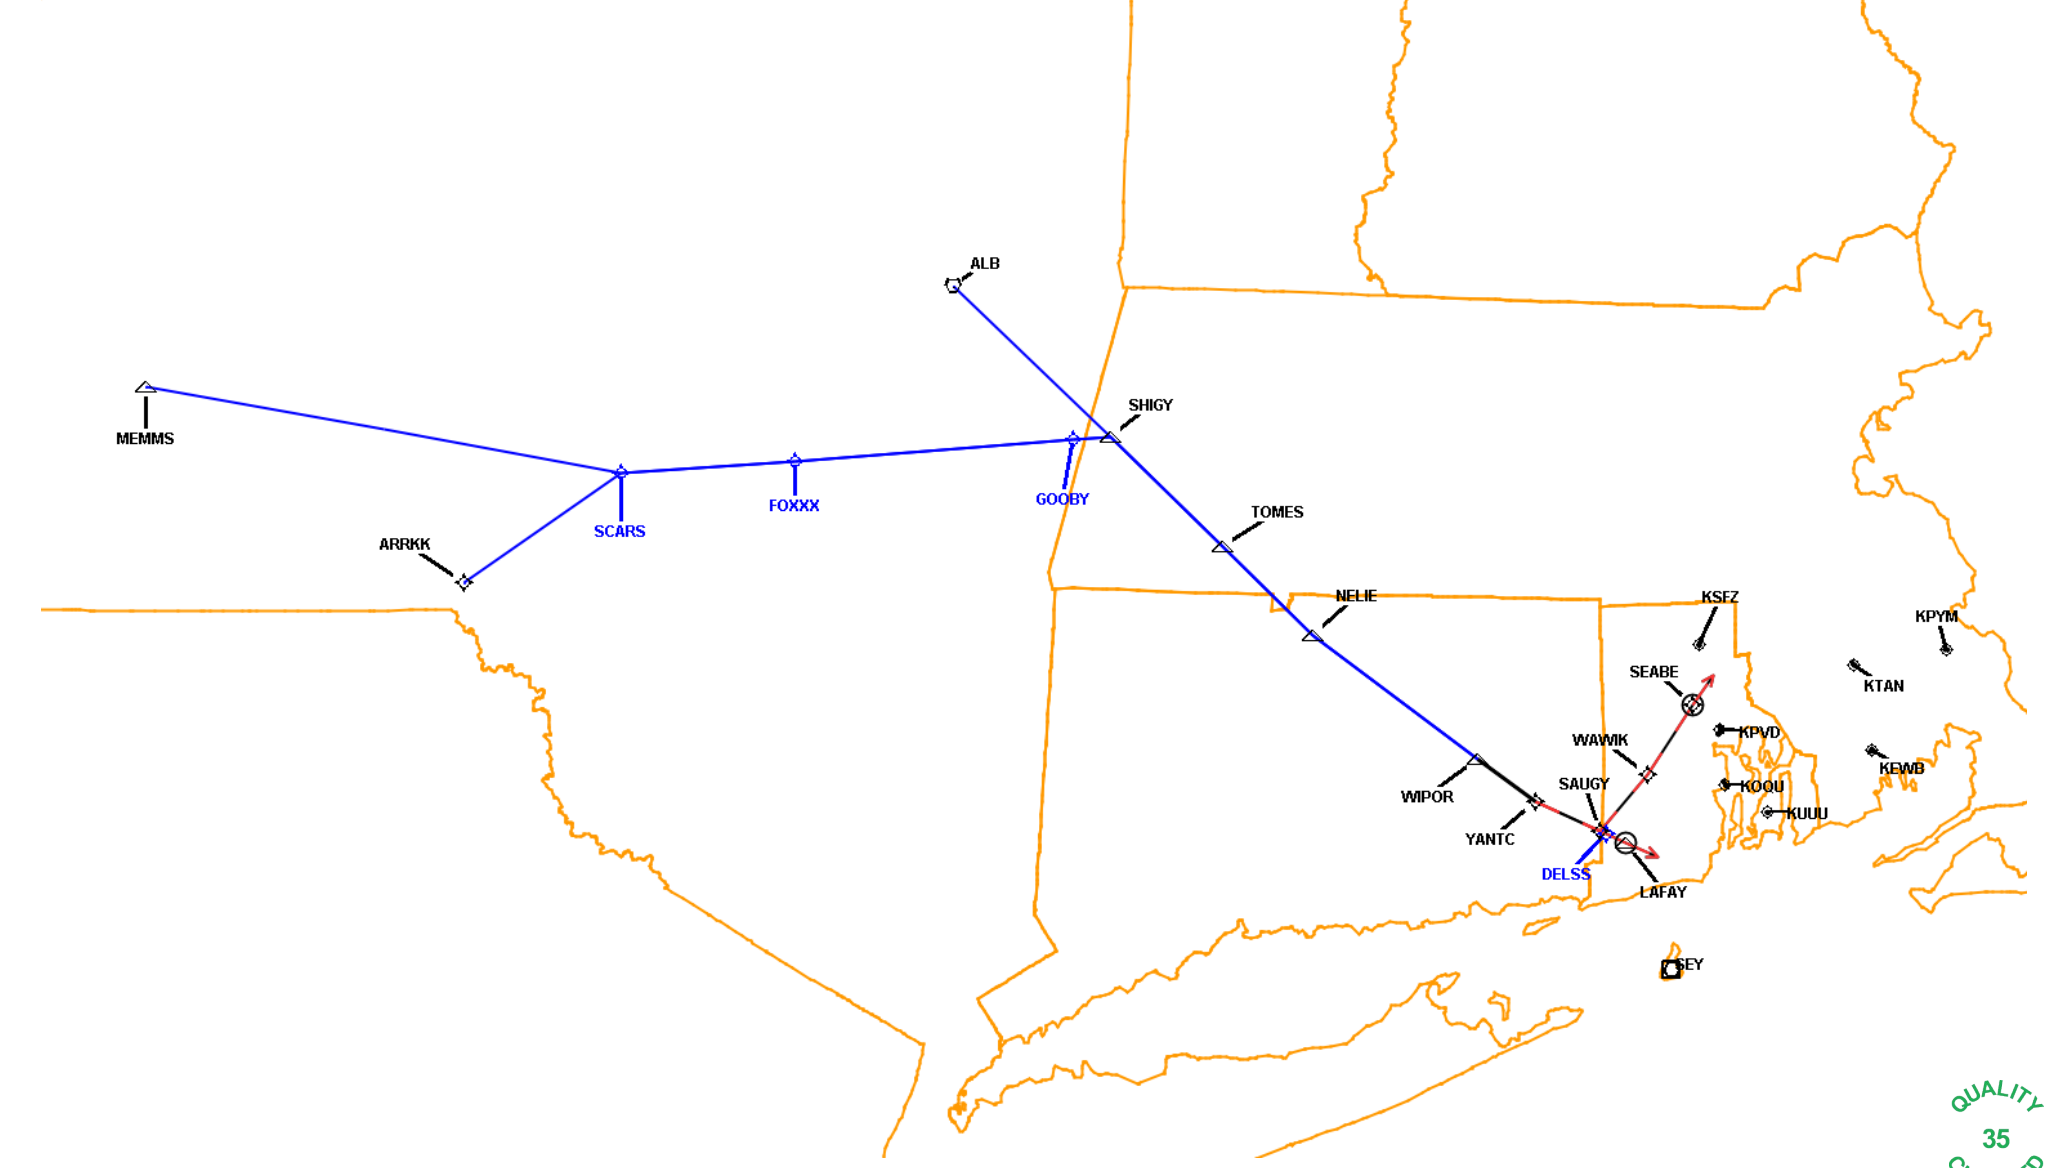 ALB
SHIGY
MEMMS
GOOBY
FOXXX
TOMES
SCARS
ARRKK
NELIE
KSFZ
KPYM
SEABE
KTAN
KPVD
WAWIK
KEWB
SAUGY
KOQU
WIPOR
KUUU
YANTC
DELSS
LAFAY
SEY
QUALITY
35